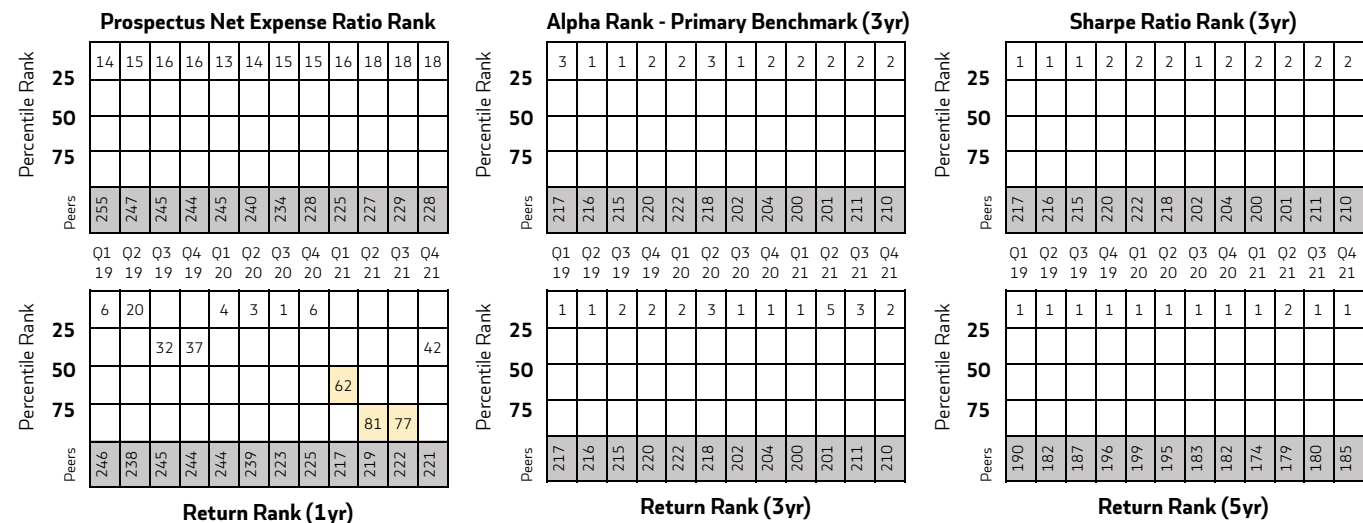 Prospectus Net Expense Ratio Rank
Percentile Rank
25
50
75
14 15 16 16 13 14 15 15 16 18 18 18
Peers
255 247 245 244 245 240 234 228 225 227 229 228
Alpha Rank - Primary Benchmark (3yr)
Percentile Rank
25
50
75
3 1 1 2 2 3 1 2 2 2 2 2
Peers
217 216 215 220 222 218 202 204 200 201 211 210
Sharpe Ratio Rank (3yr)
Percentile Rank
25
50
75
1 1 1 2 2 2 1 2 2 2 2 2
Peers
217 216 215 220 222 218 202 204 200 201 211 210
Q1 Q2 Q3 Q4 Q1 Q2 Q3 Q4 Q1 Q2 Q3 Q4
19 19 19 19 20 20 20 20 21 21 21 21
Q1 Q2 Q3 Q4 Q1 Q2 Q3 Q4 Q1 Q2 Q3 Q4
19 19 19 19 20 20 20 20 21 21 21 21
Q1 Q2 Q3 Q4 Q1 Q2 Q3 Q4 Q1 Q2 Q3 Q4
19 19 19 19 20 20 20 20 21 21 21 21
Percentile Rank
25
50
75
6 20 4 3 1 6
32 37 42
62
81 77
Peers
246 238 245 244 244 239 223 225 217 219 222 221
Return Rank (1yr)
Percentile Rank
25
50
75
1 1 2 2 2 3 1 1 1 5 3 2
Peers
217 216 215 220 222 218 202 204 200 201 211 210
Return Rank (3yr)
Percentile Rank
25
50
75
1 1 1 1 1 1 1 1 1 2 1 1
Peers
190 182 187 196 199 195 183 182 174 179 180 185
Return Rank (5yr)